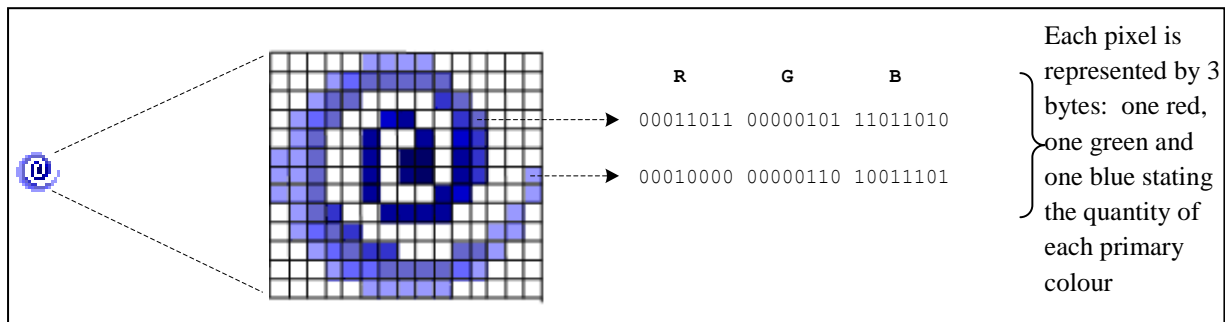 R G B
00011011 00000101 11011010
00010000 00000110 10011101
Each pixel is
represented by 3
bytes: one red,
one green and
one blue stating
the quantity of
each primary
colour